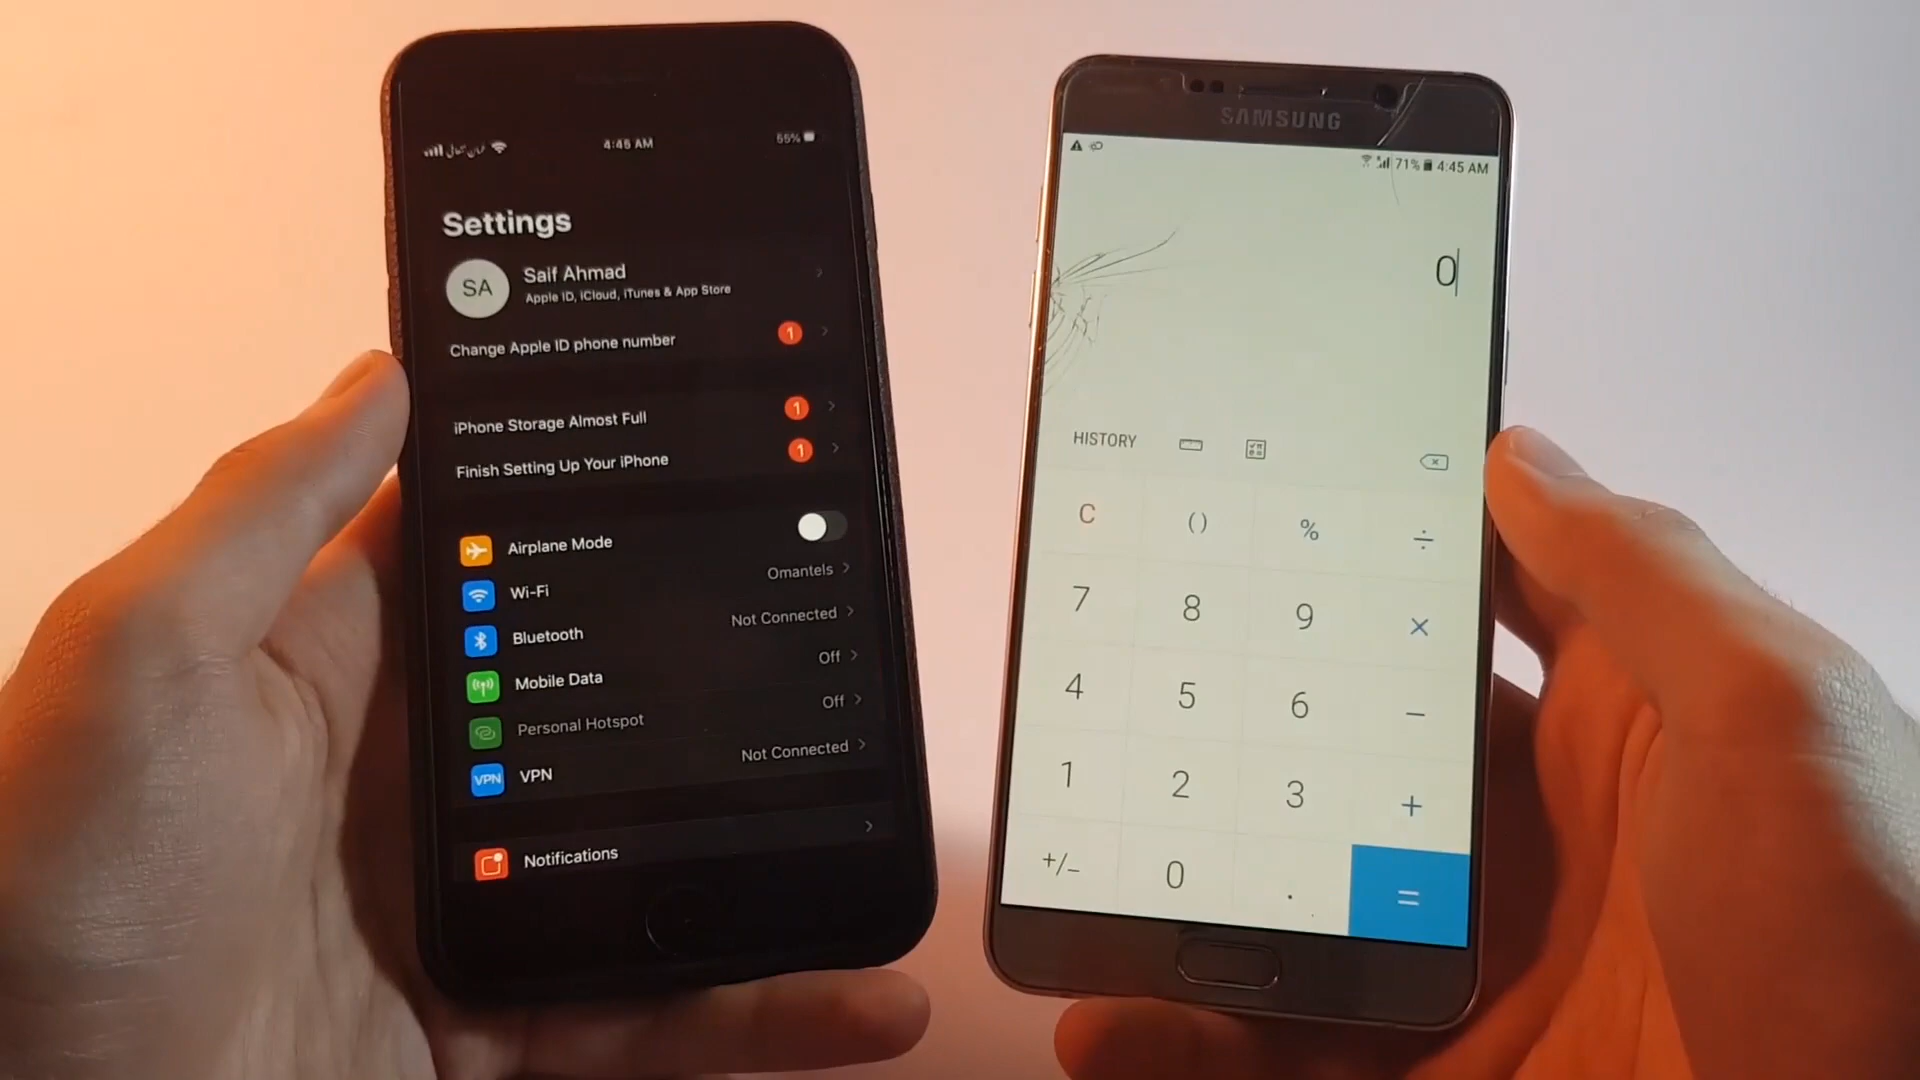 4:45 AM
55%
Settings
SA
Saif Ahmad
Apple ID, iCloud, iTunes & App Store
Change Apple ID phone number
1
iPhone Storage Almost Full
1
Finish Setting Up Your iPhone
1
Airplane Mode
Wi-Fi
Omantels
Bluetooth
Not Connected
Mobile Data
Off
Personal Hotspot
Off
VPN
VPN
Not Connected
Notifications
SAMSUNG
71% 4:45 AM
0
HISTORY
C () % ÷
7 8 9 ×
4 5 6 −
1 2 3 +
+/− 0 . =